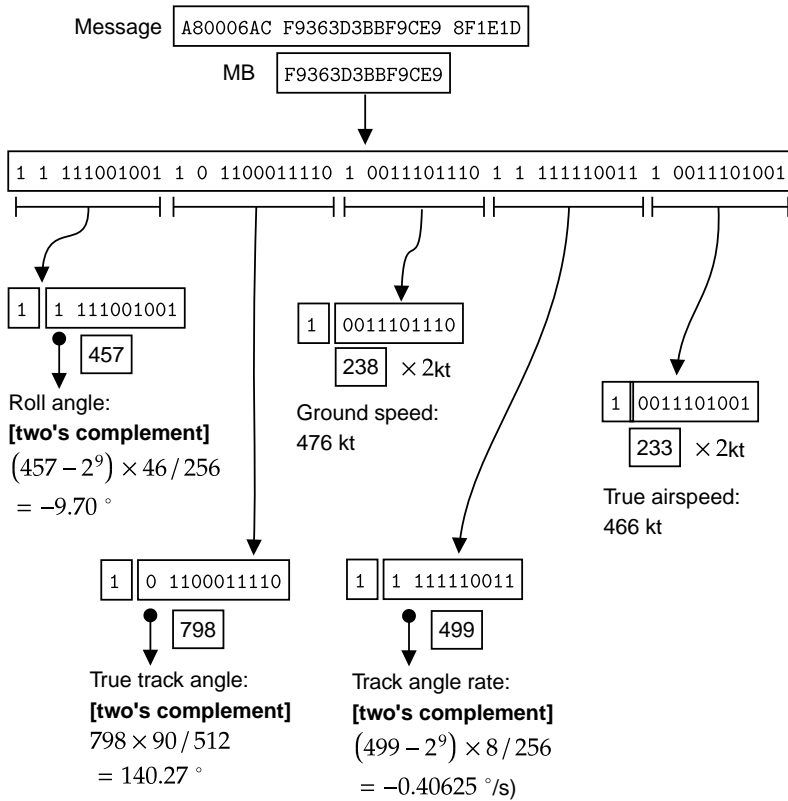 Message A80006AC F9363D3BBF9CE9 8F1E1D
MB F9363D3BBF9CE9
1 1 111001001 1 0 1100011110 1 0011101110 1 1 111110011 1 0011101001
1 1 111001001
457
Roll angle:
[two's complement]
(457 − 2⁹) × 46 / 256
= −9.70 °
1 0011101110
238 × 2kt
Ground speed:
476 kt
1 0011101001
233 × 2kt
True airspeed:
466 kt
1 0 1100011110
798
True track angle:
[two's complement]
798 × 90 / 512
= 140.27 °
1 1 111110011
499
Track angle rate:
[two's complement]
(499 − 2⁹) × 8 / 256
= −0.40625 °/s)